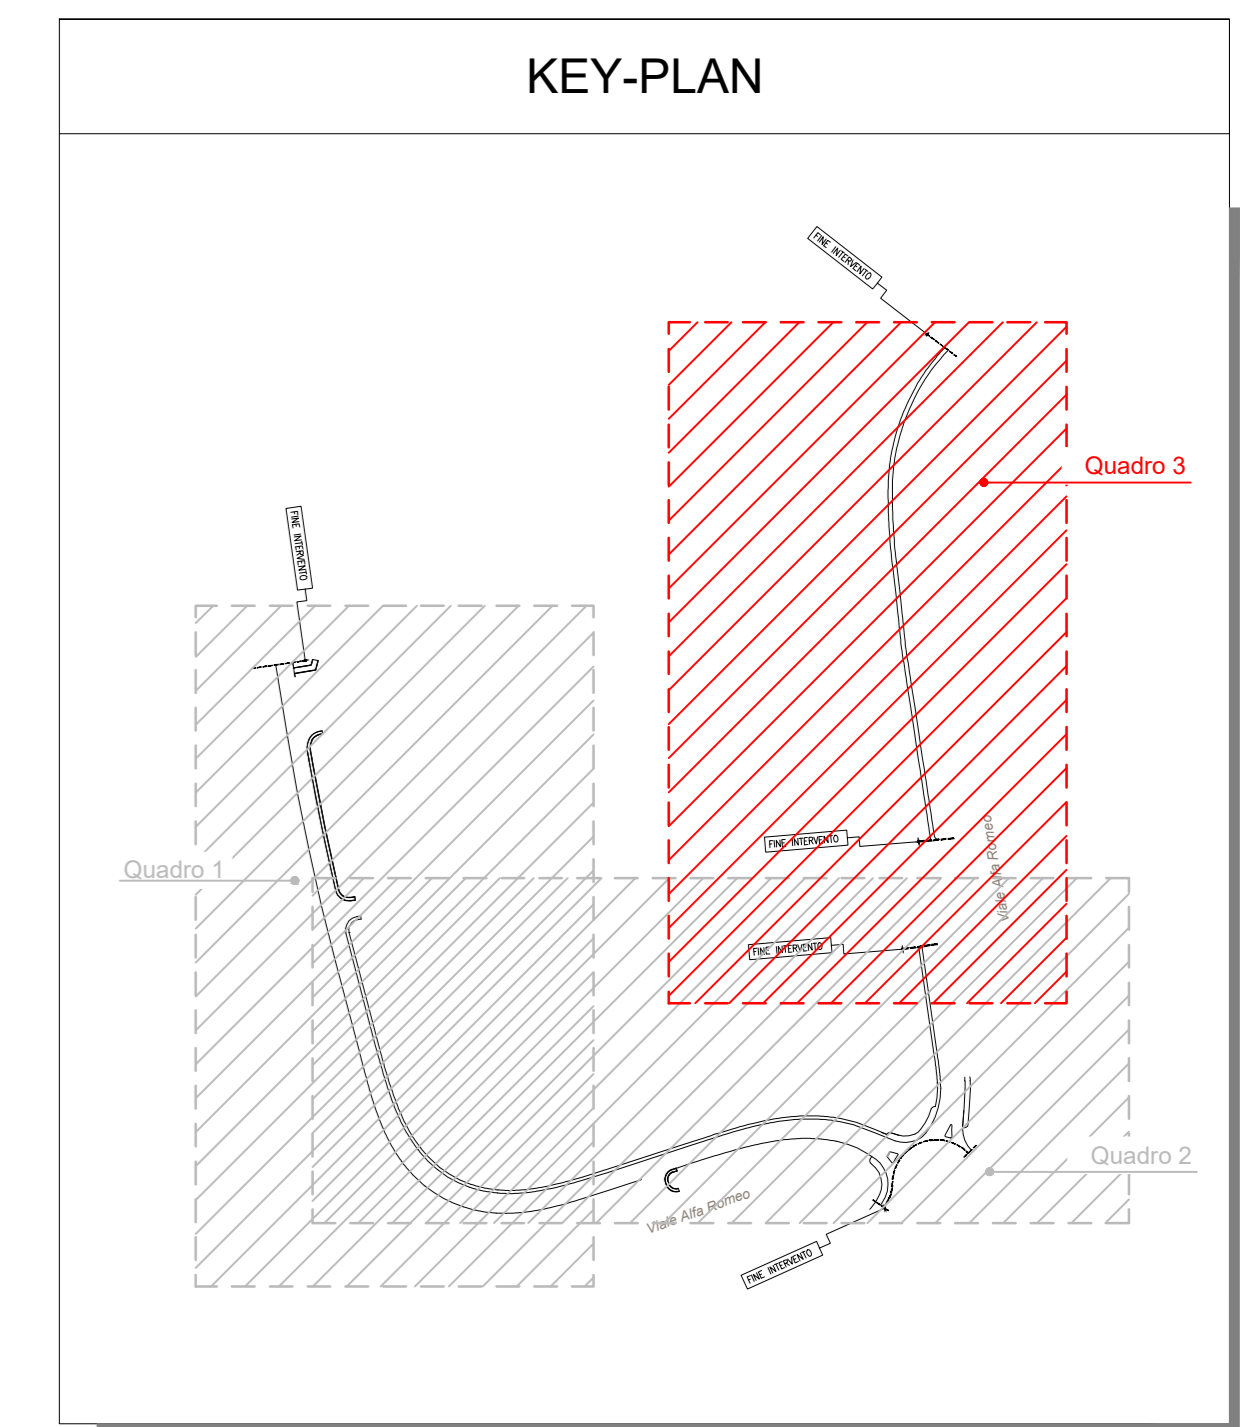 KEY-PLAN
FINE INTERVENTO
Quadro 3
FINE INTERVENTO
FINE INTERVENTO
Viale Alfa Romeo
Quadro 1
FINE INTERVENTO
Quadro 2
Viale Alfa Romeo
FINE INTERVENTO